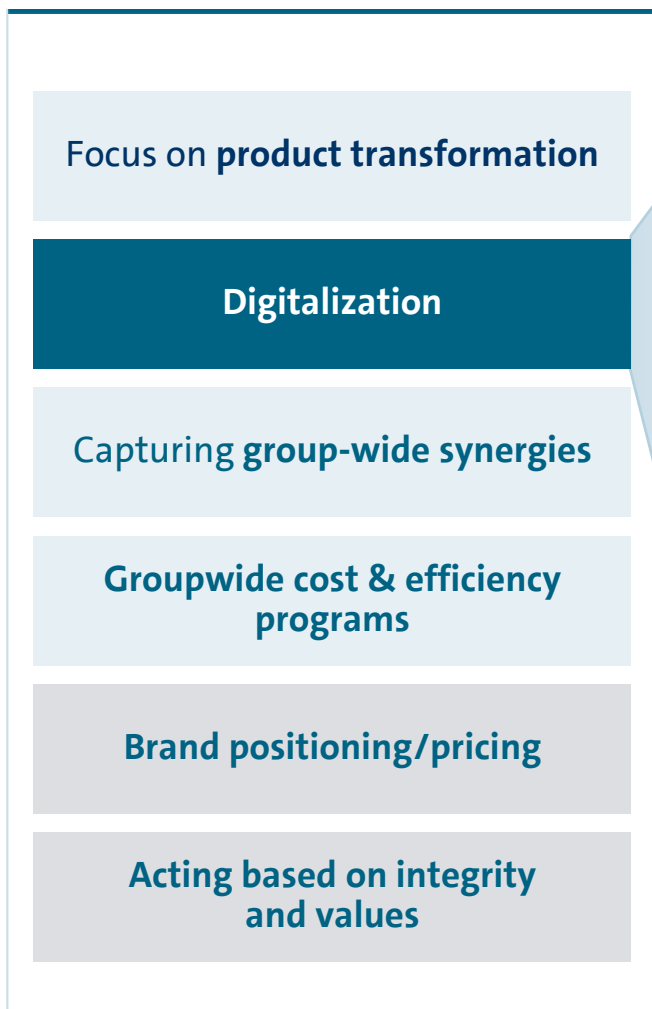 Focus on product transformation
Digitalization
Capturing group-wide synergies
Groupwide cost & efficiency
programs
Brand positioning/pricing
Acting based on integrity
and values